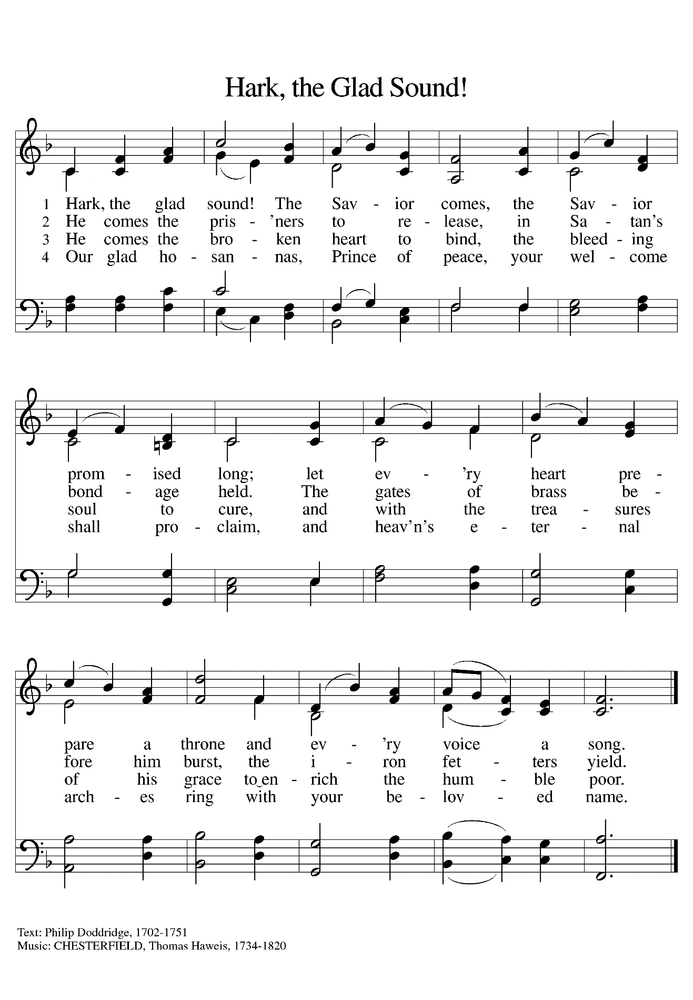 Hark, the Glad Sound!
1 Hark, the glad sound! The Sav - ior comes, the Sav - ior
2 He comes the pris - ’ners to re - lease, in Sa - tan’s
3 He comes the bro - ken heart to bind, the bleed - ing
4 Our glad ho - san - nas, Prince of peace, your wel - come
prom - ised long; let ev - ’ry heart pre -
bond - age held. The gates of brass be -
soul to cure, and with the trea - sures
shall pro - claim, and heav’n’s e - ter - nal
pare a throne and ev - ’ry voice a song.
fore him burst, the i - ron fet - ters yield.
of his grace to en - rich the hum - ble poor.
arch - es ring with your be - lov - ed name.
Text: Philip Doddridge, 1702-1751
Music: CHESTERFIELD, Thomas Haweis, 1734-1820